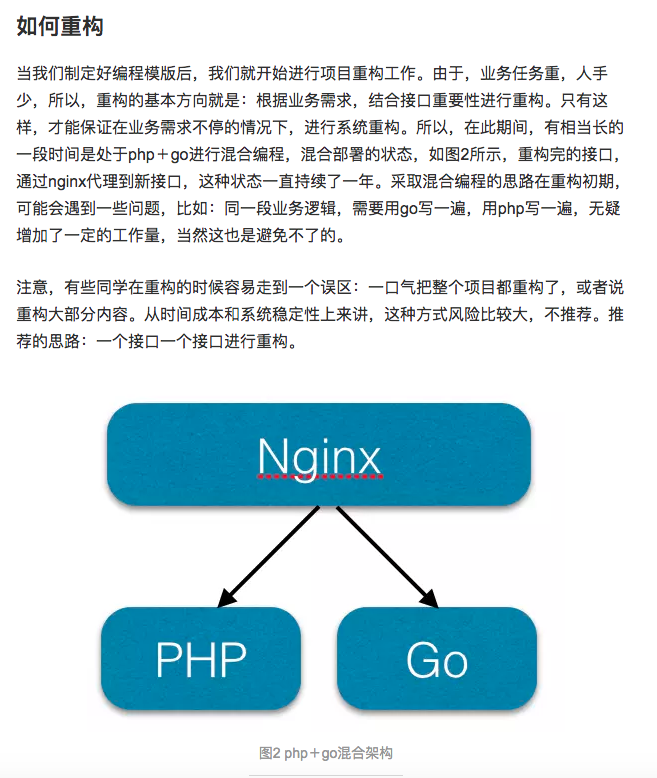 如何重构
当我们制定好编程模版后，我们就开始进行项目重构工作。由于，业务任务重，人手
少，所以，重构的基本方向就是：根据业务需求，结合接口重要性进行重构。只有这
样，才能保证在业务需求不停的情况下，进行系统重构。所以，在此期间，有相当长的
一段时间是处于php＋go进行混合编程，混合部署的状态，如图2所示，重构完的接口，
通过nginx代理到新接口，这种状态一直持续了一年。采取混合编程的思路在重构初期，
可能会遇到一些问题，比如：同一段业务逻辑，需要用go写一遍，用php写一遍，无疑
增加了一定的工作量，当然这也是避免不了的。
注意，有些同学在重构的时候容易走到一个误区：一口气把整个项目都重构了，或者说
重构大部分内容。从时间成本和系统稳定性上来讲，这种方式风险比较大，不推荐。推
荐的思路：一个接口一个接口进行重构。
Nginx
PHP
Go
图2 php＋go混合架构